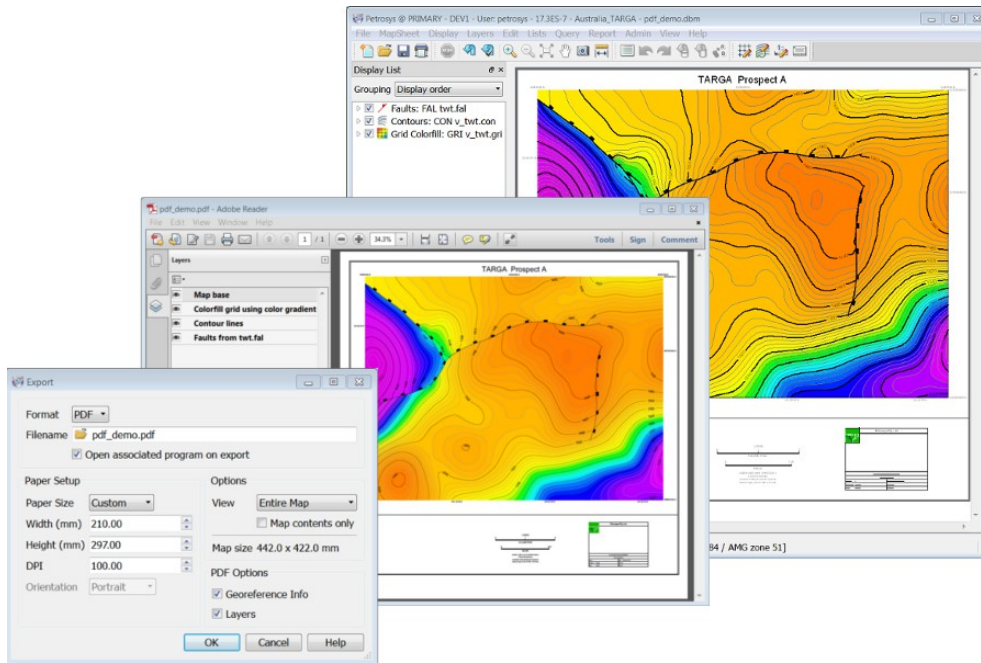 Petrosys @ PRIMARY - DEV1 - User: petrosys - 17.3ES-7 - Australia_TARGA - pdf_demo.dbm
File MapSheet Display Layers Edit Lists Query Report Admin View Help
Display List
Grouping Display order
Faults: FAL twt.fal
Contours: CON v_twt.con
Grid Colorfill: GRI v_twt.gri
TARGA Prospect A
84 / AMG zone 51]
pdf_demo.pdf - Adobe Reader
File Edit View Window Help
1 / 1 34.3% Tools Sign Comment
Layers
Map base
Colorfill grid using color gradient
Contour lines
Faults from twt.fal
TARGA Prospect A
Export
Format PDF
Filename pdf_demo.pdf
Open associated program on export
Paper Setup
Paper Size Custom
Width (mm) 210.00
Height (mm) 297.00
DPI 100.00
Orientation Portrait
Options
View Entire Map
Map contents only
Map size 442.0 x 422.0 mm
PDF Options
Georeference Info
Layers
OK Cancel Help